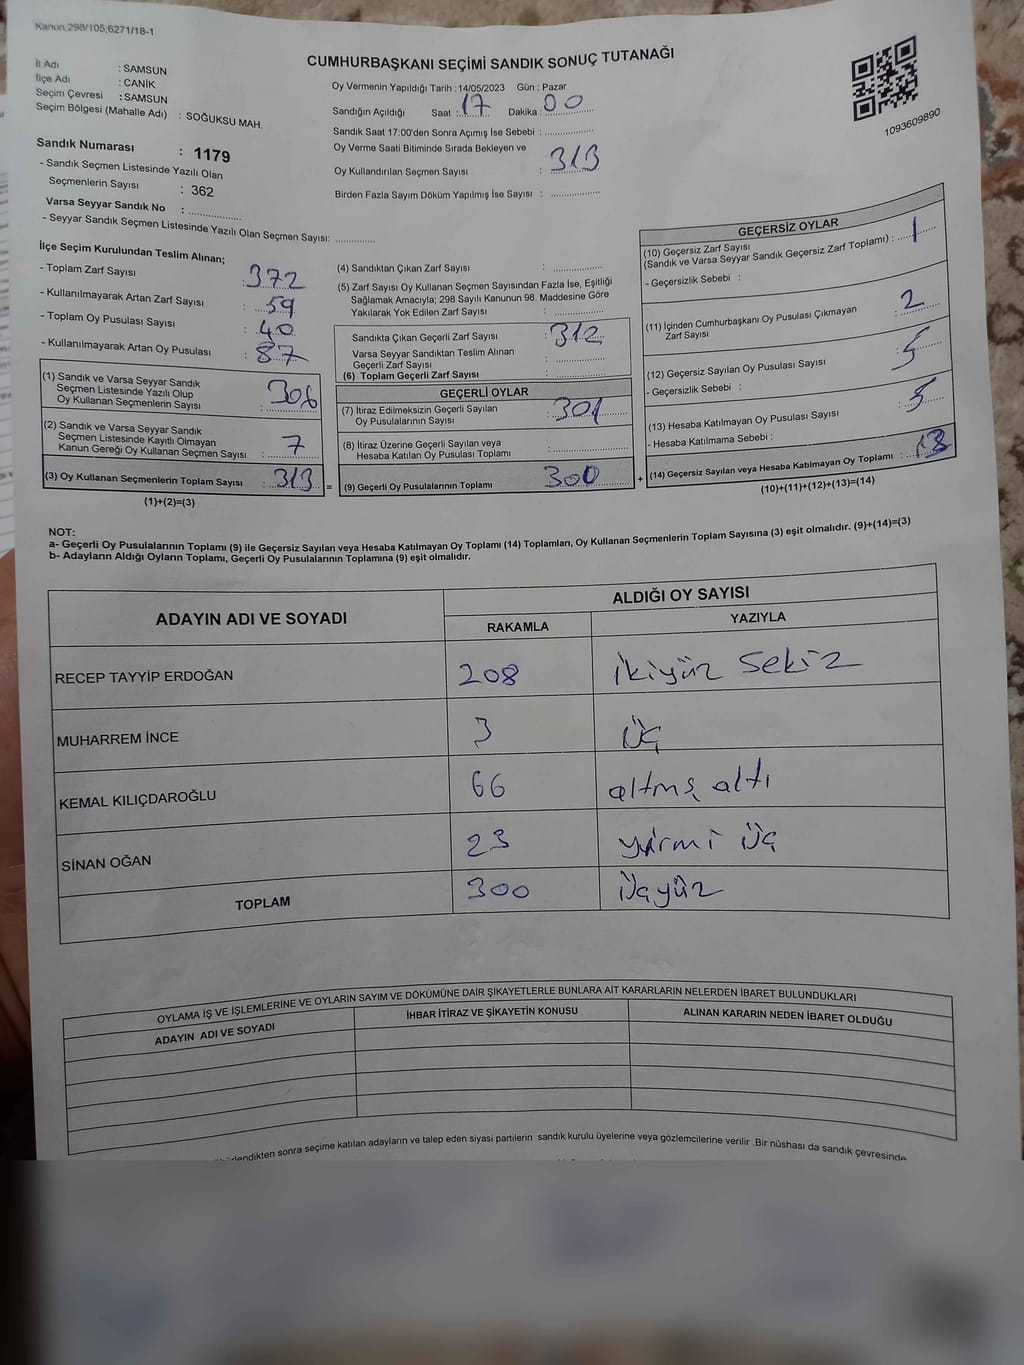 Kanun,298/105;6271/18-1
CUMHURBAŞKANI SEÇİMİ SANDIK SONUÇ TUTANAĞI
İl Adı : SAMSUN
İlçe Adı : CANİK
Seçim Çevresi : SAMSUN
Seçim Bölgesi (Mahalle Adı) : SOĞUKSU MAH.
Sandık Numarası : 1179
- Sandık Seçmen Listesinde Yazılı Olan
Seçmenlerin Sayısı : 362
Varsa Seyyar Sandık No : ................
- Seyyar Sandık Seçmen Listesinde Yazılı Olan Seçmen Sayısı: ............
Oy Vermenin Yapıldığı Tarih : 14/05/2023 Gün : Pazar
Sandığın Açıldığı Saat : 17 Dakika : 00
Sandık Saat 17:00'den Sonra Açımış İse Sebebi : ...............
Oy Verme Saati Bitiminde Sırada Bekleyen ve
Oy Kullandırılan Seçmen Sayısı : 313
Birden Fazla Sayım Döküm Yapılmış İse Sayısı : ...............
1093609890
İlçe Seçim Kurulundan Teslim Alınan;
- Toplam Zarf Sayısı : 372
- Kullanılmayarak Artan Zarf Sayısı : 59
- Toplam Oy Pusulası Sayısı : 40
- Kullanılmayarak Artan Oy Pusulası : 87
(1) Sandık ve Varsa Seyyar Sandık
Seçmen Listesinde Yazılı Olup
Oy Kullanan Seçmenlerin Sayısı : 306
(2) Sandık ve Varsa Seyyar Sandık
Seçmen Listesinde Kayıtlı Olmayan
Kanun Gereği Oy Kullanan Seçmen Sayısı : 7
(3) Oy Kullanan Seçmenlerin Toplam Sayısı : 313 =
(1)+(2)=(3)
(4) Sandıktan Çıkan Zarf Sayısı : ...............
(5) Zarf Sayısı Oy Kullanan Seçmen Sayısından Fazla İse, Eşitliği
Sağlamak Amacıyla; 298 Sayılı Kanunun 98. Maddesine Göre
Yakılarak Yok Edilen Zarf Sayısı : ...............
Sandıkta Çıkan Geçerli Zarf Sayısı : 312
Varsa Seyyar Sandıktan Teslim Alınan
Geçerli Zarf Sayısı : ...............
(6) Toplam Geçerli Zarf Sayısı : ...............
GEÇERLİ OYLAR
(7) İtiraz Edilmeksizin Geçerli Sayılan
Oy Pusulalarının Sayısı : 301
(8) İtiraz Üzerine Geçerli Sayılan veya
Hesaba Katılan Oy Pusulası Toplamı : ...............
(9) Geçerli Oy Pusulalarının Toplamı : 300 +
GEÇERSİZ OYLAR
(10) Geçersiz Zarf Sayısı
(Sandık ve Varsa Seyyar Sandık Geçersiz Zarf Toplamı) : 1
- Geçersizlik Sebebi :
(11) İçinden Cumhurbaşkanı Oy Pusulası Çıkmayan
Zarf Sayısı : 2
(12) Geçersiz Sayılan Oy Pusulası Sayısı : 5
- Geçersizlik Sebebi :
(13) Hesaba Katılmayan Oy Pusulası Sayısı : 5
- Hesaba Katılmama Sebebi :
(14) Geçersiz Sayılan veya Hesaba Katılmayan Oy Toplamı : 13
(10)+(11)+(12)+(13)=(14)
NOT:
a- Geçerli Oy Pusulalarının Toplamı (9) ile Geçersiz Sayılan veya Hesaba Katılmayan Oy Toplamı (14) Toplamları, Oy Kullanan Seçmenlerin Toplam Sayısına (3) eşit olmalıdır. (9)+(14)=(3)
b- Adayların Aldığı Oyların Toplamı, Geçerli Oy Pusulalarının Toplamına (9) eşit olmalıdır.
ADAYIN ADI VE SOYADI ALDIĞI OY SAYISI
RAKAMLA YAZIYLA
RECEP TAYYİP ERDOĞAN 208 ikiyüz sekiz
MUHARREM İNCE 3 üç
KEMAL KILIÇDAROĞLU 66 altmş altı
SİNAN OĞAN 23 yirmi üç
TOPLAM 300 üçyüz
OYLAMA İŞ VE İŞLEMLERİNE VE OYLARIN SAYIM VE DÖKÜMÜNE DAİR ŞİKAYETLERLE BUNLARA AİT KARARLARIN NELERDEN İBARET BULUNDUKLARI
ADAYIN ADI VE SOYADI İHBAR İTİRAZ VE ŞİKAYETİN KONUSU ALINAN KARARIN NEDEN İBARET OLDUĞU
sonra seçime katılan adayların ve talep eden siyasi partilerin sandık kurulu üyelerine veya gözlemcilerine verilir .Bir nüshası da sandık çevresinde